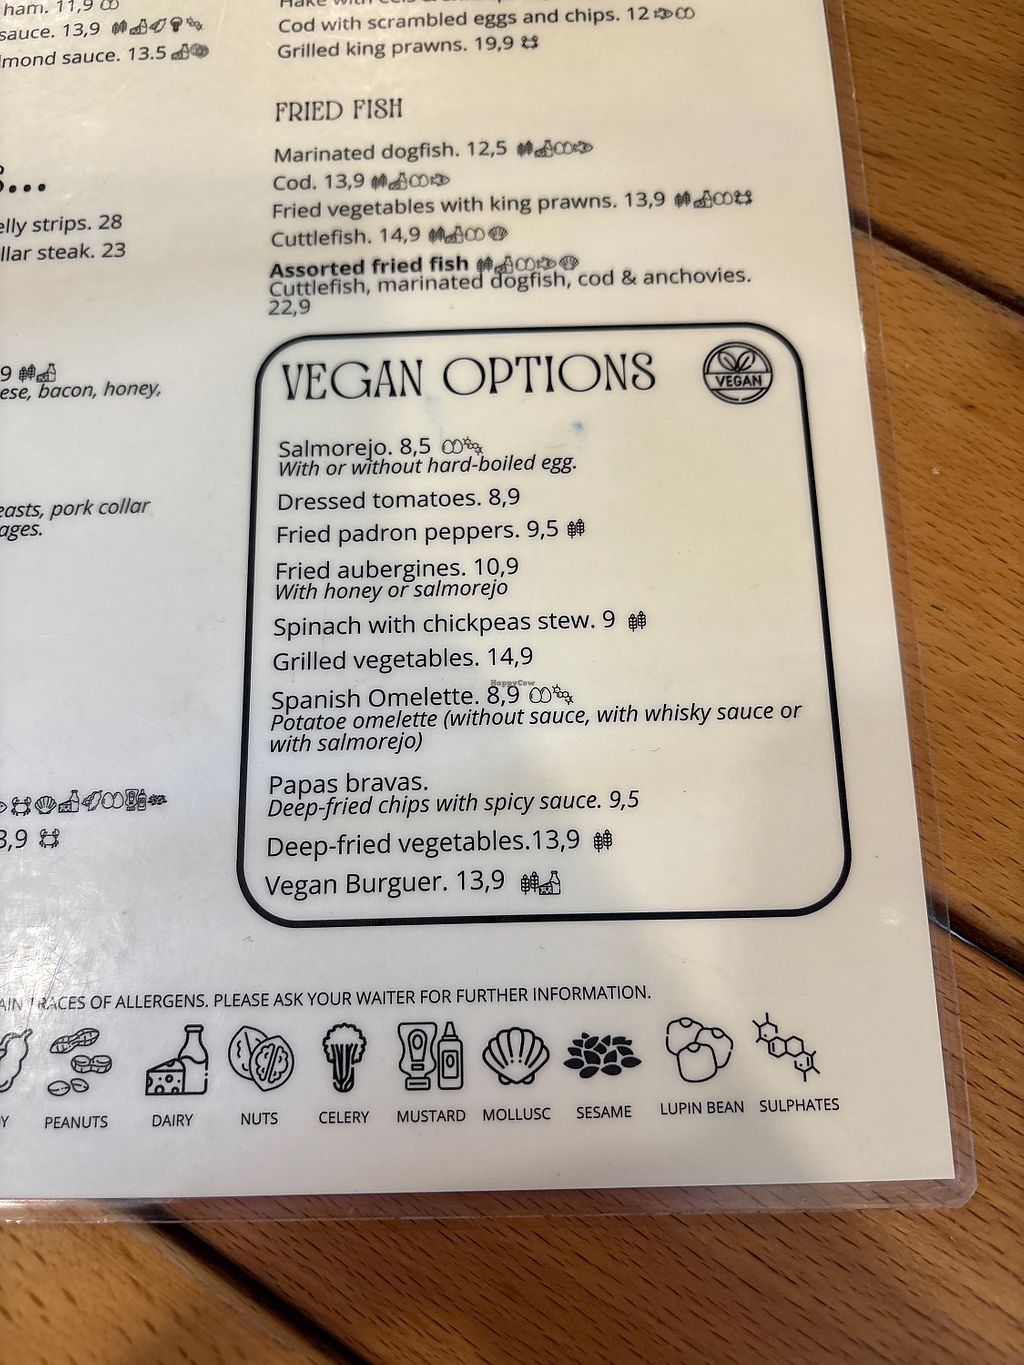 ham. 11,9
sauce. 13,9
lmond sauce. 13.5
S...
elly strips. 28
llar steak. 23
9
ese, bacon, honey,
easts, pork collar
ages.
3,9
Cod with scrambled eggs and chips. 12
Grilled king prawns. 19,9
FRIED FISH
Marinated dogfish. 12,5
Cod. 13,9
Fried vegetables with king prawns. 13,9
Cuttlefish. 14,9
Assorted fried fish
Cuttlefish, marinated dogfish, cod & anchovies.
22,9
VEGAN OPTIONS
VEGAN
Salmorejo. 8,5
With or without hard-boiled egg.
Dressed tomatoes. 8,9
Fried padron peppers. 9,5
Fried aubergines. 10,9
With honey or salmorejo
Spinach with chickpeas stew. 9
Grilled vegetables. 14,9
HappyCow
Spanish Omelette. 8,9
Potatoe omelette (without sauce, with whisky sauce or
with salmorejo)
Papas bravas.
Deep-fried chips with spicy sauce. 9,5
Deep-fried vegetables.13,9
Vegan Burguer. 13,9
AIN TRACES OF ALLERGENS. PLEASE ASK YOUR WAITER FOR FURTHER INFORMATION.
Y PEANUTS DAIRY NUTS CELERY MUSTARD MOLLUSC SESAME LUPIN BEAN SULPHATES